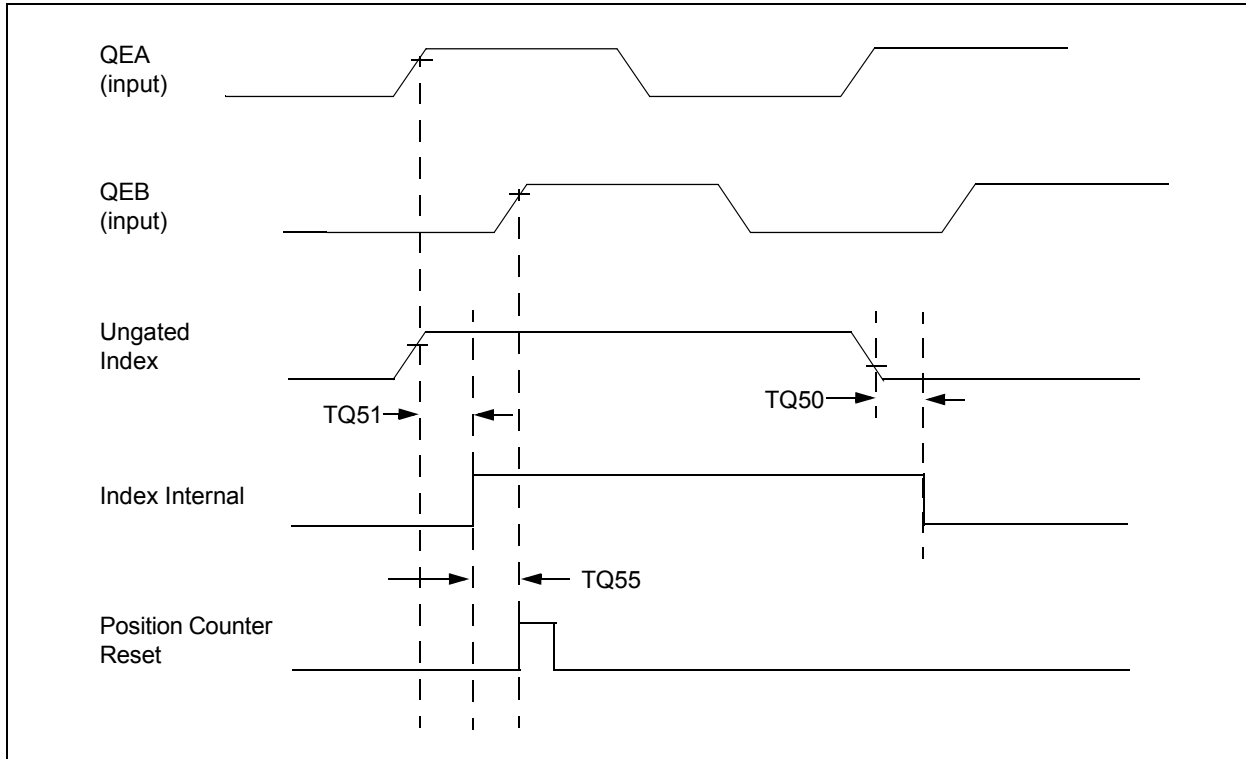 QEA
(input)
QEB
(input)
Ungated
Index
TQ51
TQ50
Index Internal
TQ55
Position Counter
Reset